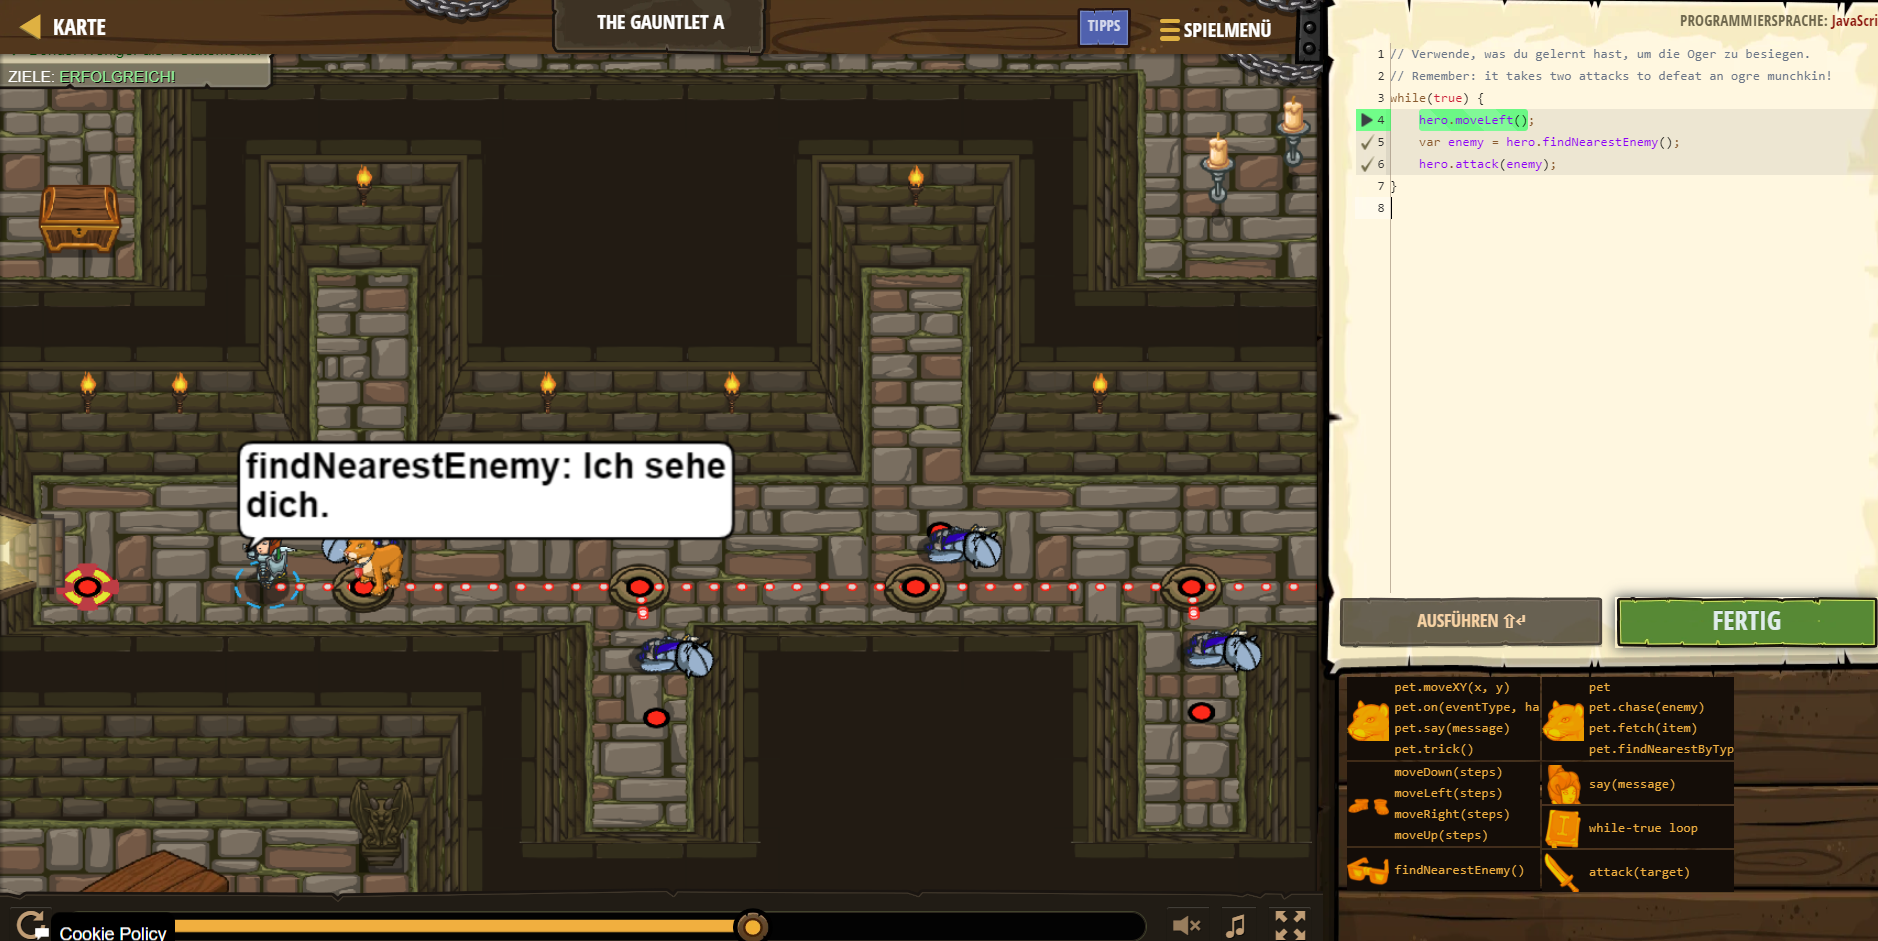 KARTE
THE GAUNTLET A
TIPPS
SPIELMENÜ
PROGRAMMIERSPRACHE: JavaScri
ZIELE: ERFOLGREICH!
1 // Verwende, was du gelernt hast, um die Oger zu besiegen.
2 // Remember: it takes two attacks to defeat an ogre munchkin!
3 while(true) {
4 hero.moveLeft();
5 var enemy = hero.findNearestEnemy();
6 hero.attack(enemy);
7 }
8
findNearestEnemy: Ich sehe
dich.
AUSFÜHREN ⇧↵
FERTIG
pet.moveXY(x, y)
pet.on(eventType, ha
pet.say(message)
pet.trick()
pet
pet.chase(enemy)
pet.fetch(item)
pet.findNearestByTyp
moveDown(steps)
moveLeft(steps)
moveRight(steps)
moveUp(steps)
say(message)
while-true loop
findNearestEnemy()
attack(target)
Cookie Policy